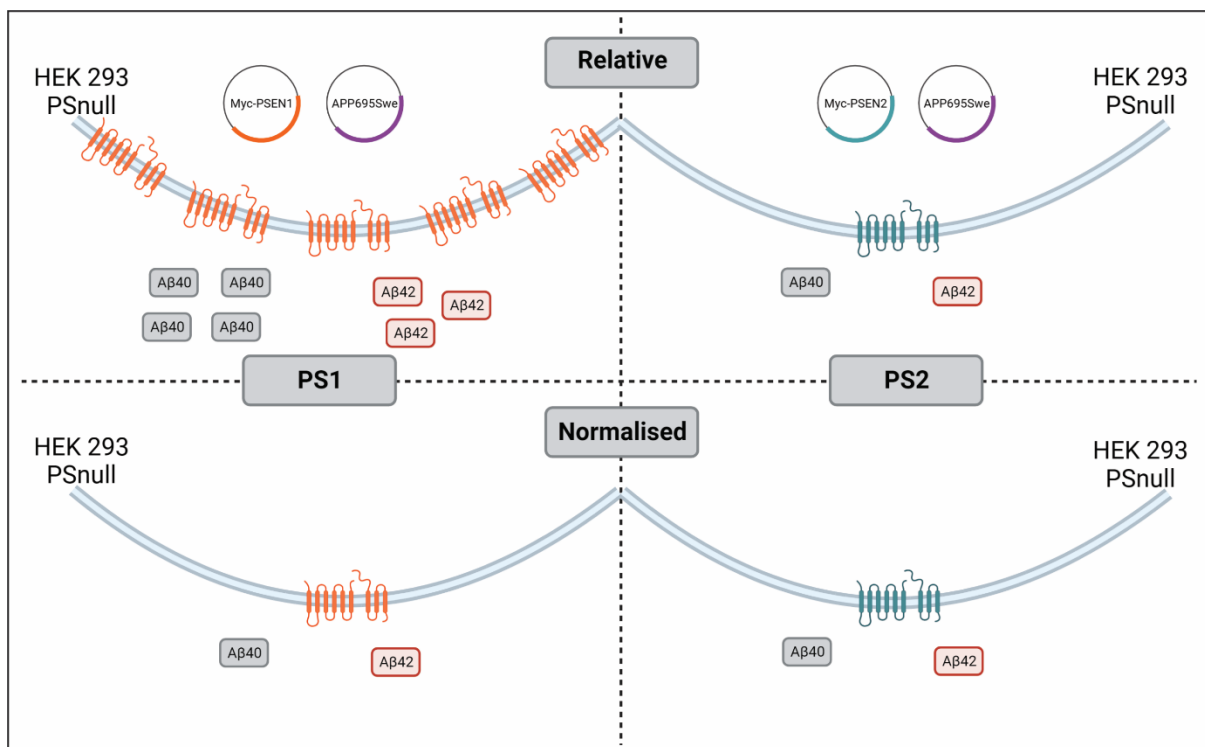 Relative
HEK 293
PSnull
Myc-PSEN1
APP695Swe
Myc-PSEN2
APP695Swe
HEK 293
PSnull
Aβ40
Aβ40
Aβ42
Aβ42
Aβ40
Aβ40
Aβ42
Aβ40
Aβ42
PS1
PS2
Normalised
HEK 293
PSnull
HEK 293
PSnull
Aβ40
Aβ42
Aβ40
Aβ42